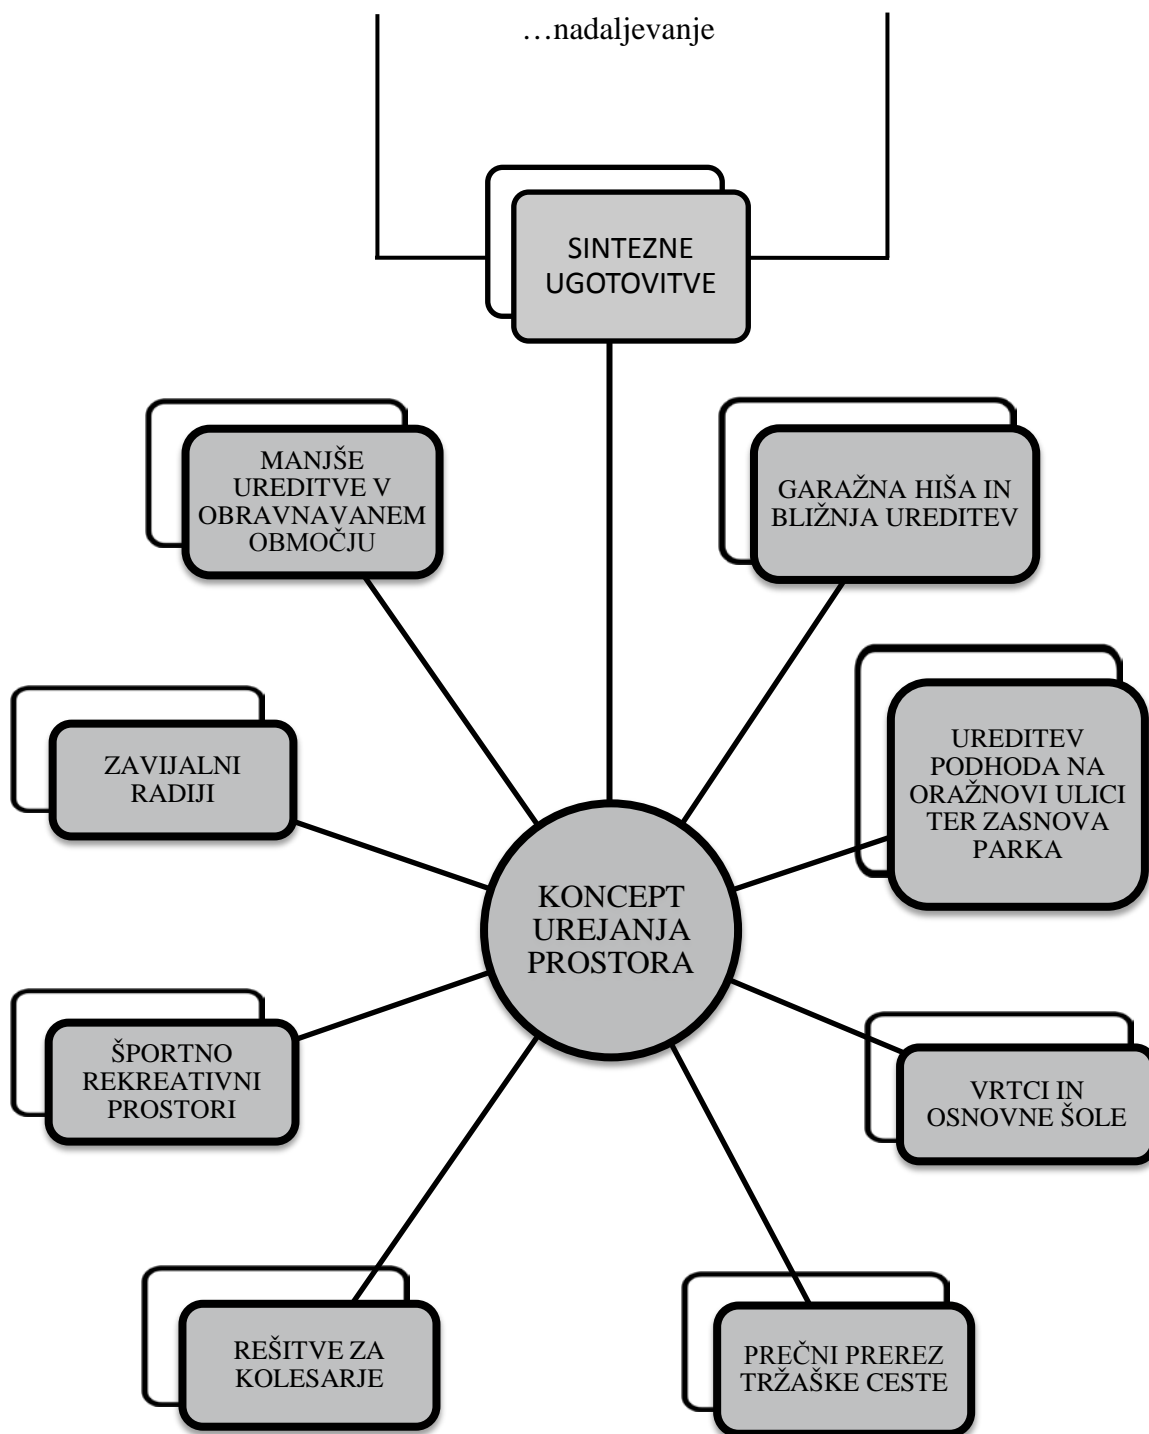 …nadaljevanje
SINTEZNE
UGOTOVITVE
MANJŠE
UREDITVE V
OBRAVNAVANEM
OBMOČJU
GARAŽNA HIŠA IN
BLIŽNJA UREDITEV
ZAVIJALNI
RADIJI
UREDITEV
PODHODA NA
ORAŽNOVI ULICI
TER ZASNOVA
PARKA
KONCEPT
UREJANJA
PROSTORA
ŠPORTNO
REKREATIVNI
PROSTORI
VRTCI IN
OSNOVNE ŠOLE
REŠITVE ZA
KOLESARJE
PREČNI PREREZ
TRŽAŠKE CESTE